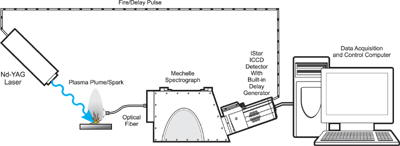 Fire/Delay Pulse
Nd-YAG
Laser
Plasma Plume/Spark
Optical
Fiber
Mechelle
Spectrograph
IStar
ICCD
Detector
With
Built-in
Delay
Generator
Data Acquisition
and Control Computer